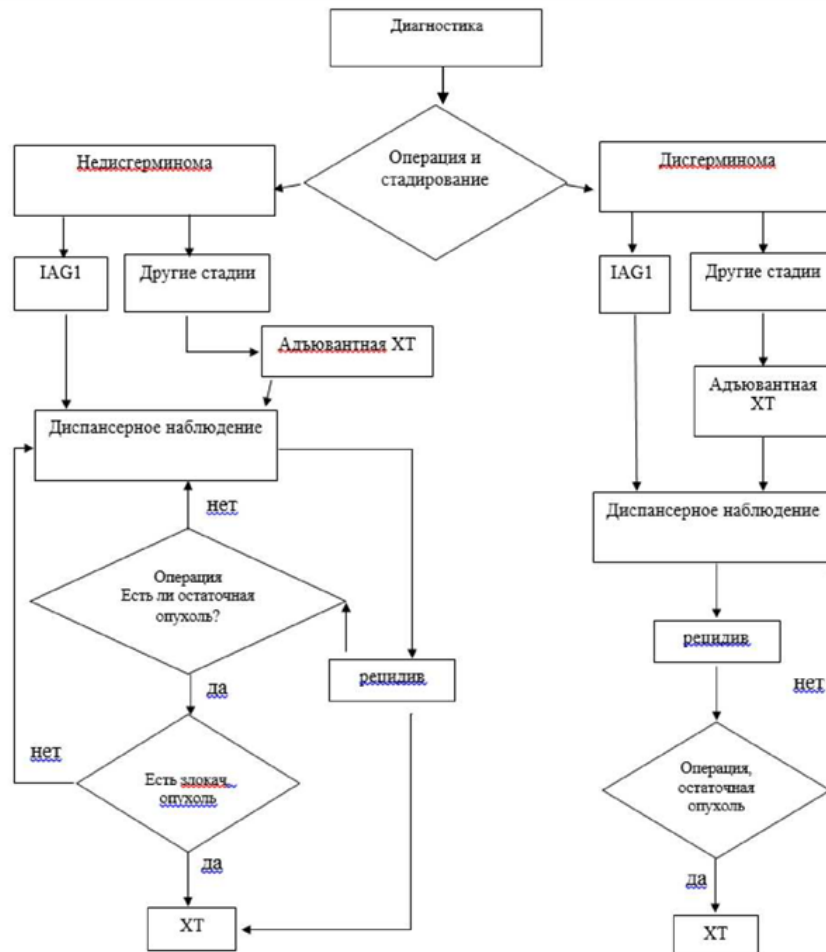 Диагностика
Недисгерминома
Операция и
стадирование
Дисгерминома
IAG1
Другие стадии
IAG1
Другие стадии
Адъювантная ХТ
Адъювантная
ХТ
Диспансерное наблюдение
нет
Диспансерное наблюдение
Операция
Есть ли остаточная
опухоль?
рецидив
да
рецидив
нет
нет
Есть злокач.
опухоль
Операция,
остаточная
опухоль
да
да
ХТ
ХТ